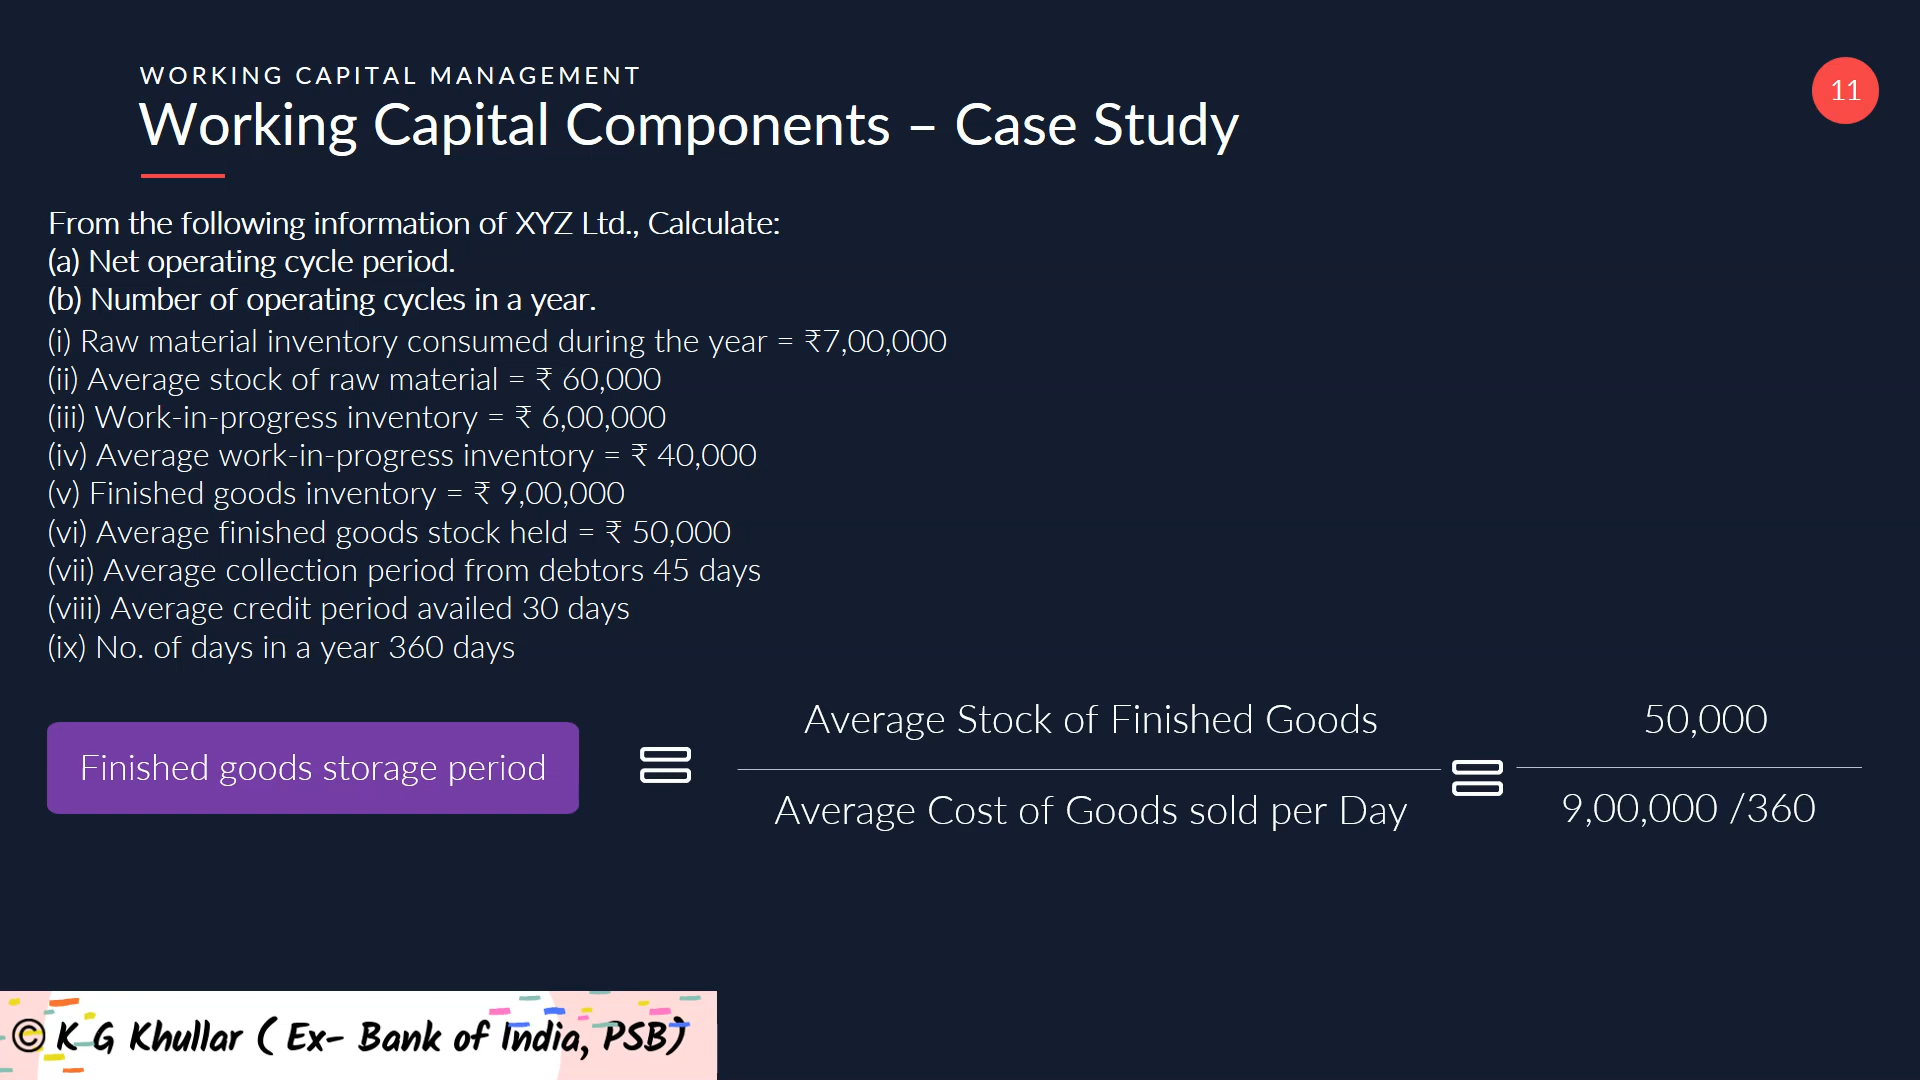 WORKING CAPITAL MANAGEMENT
Working Capital Components – Case Study
11
From the following information of XYZ Ltd., Calculate:
(a) Net operating cycle period.
(b) Number of operating cycles in a year.
(i) Raw material inventory consumed during the year = ₹7,00,000
(ii) Average stock of raw material = ₹ 60,000
(iii) Work-in-progress inventory = ₹ 6,00,000
(iv) Average work-in-progress inventory = ₹ 40,000
(v) Finished goods inventory = ₹ 9,00,000
(vi) Average finished goods stock held = ₹ 50,000
(vii) Average collection period from debtors 45 days
(viii) Average credit period availed 30 days
(ix) No. of days in a year 360 days
Finished goods storage period
Average Stock of Finished Goods
Average Cost of Goods sold per Day
50,000
9,00,000 /360
© K G Khullar ( Ex- Bank of India, PSB)